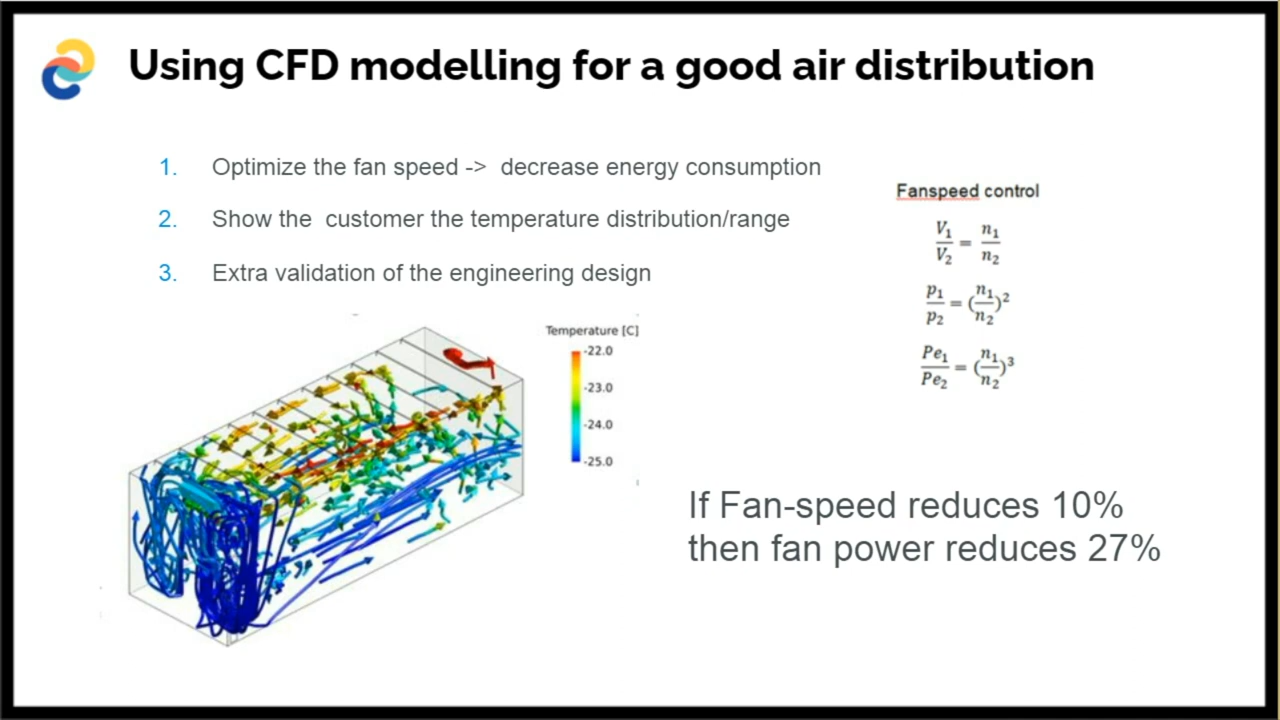 Using CFD modelling for a good air distribution
1. Optimize the fan speed -> decrease energy consumption
2. Show the customer the temperature distribution/range
3. Extra validation of the engineering design
Fanspeed control
V₁/V₂ = n₁/n₂
p₁/p₂ = (n₁/n₂)²
Pe₁/Pe₂ = (n₁/n₂)³
Temperature [C]
-22.0
-23.0
-24.0
-25.0
If Fan-speed reduces 10%
then fan power reduces 27%